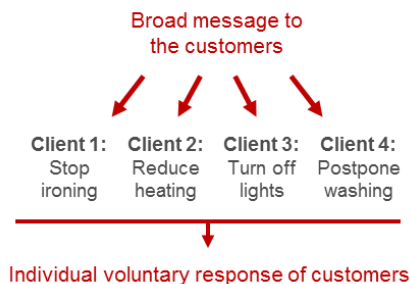 Broad message to
the customers
Client 1:
Stop
ironing
Client 2:
Reduce
heating
Client 3:
Turn off
lights
Client 4:
Postpone
washing
Individual voluntary response of customers